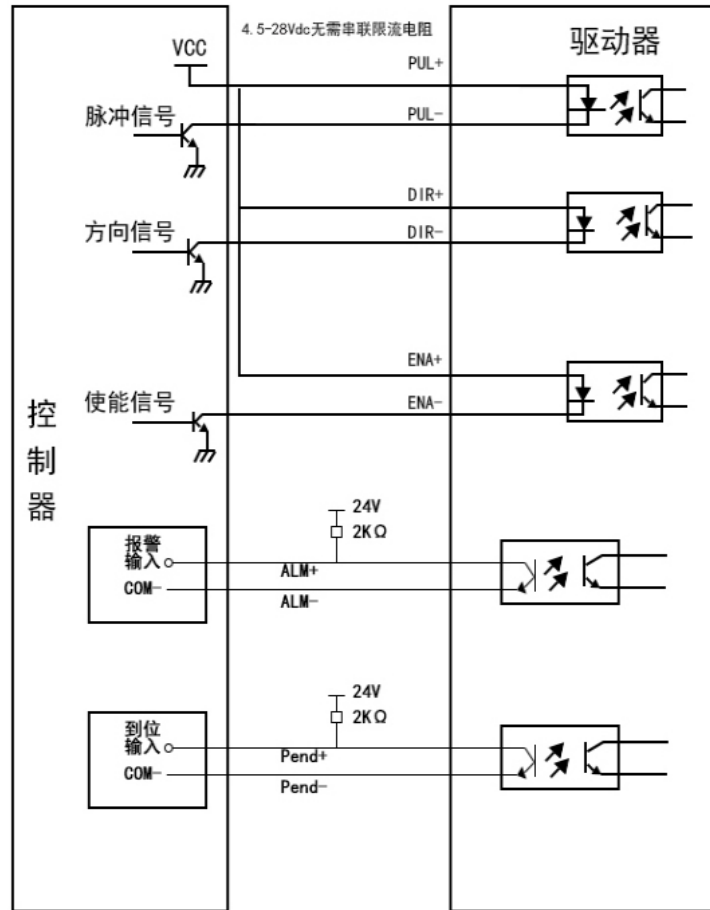 4.5-28Vdc无需串联限流电阻
驱动器
VCC
PUL+
脉冲信号
PUL-
DIR+
方向信号
DIR-
ENA+
使能信号
ENA-
控制器
24V
2KΩ
报警
输入
ALM+
COM-
ALM-
24V
2KΩ
到位
输入
Pend+
COM-
Pend-